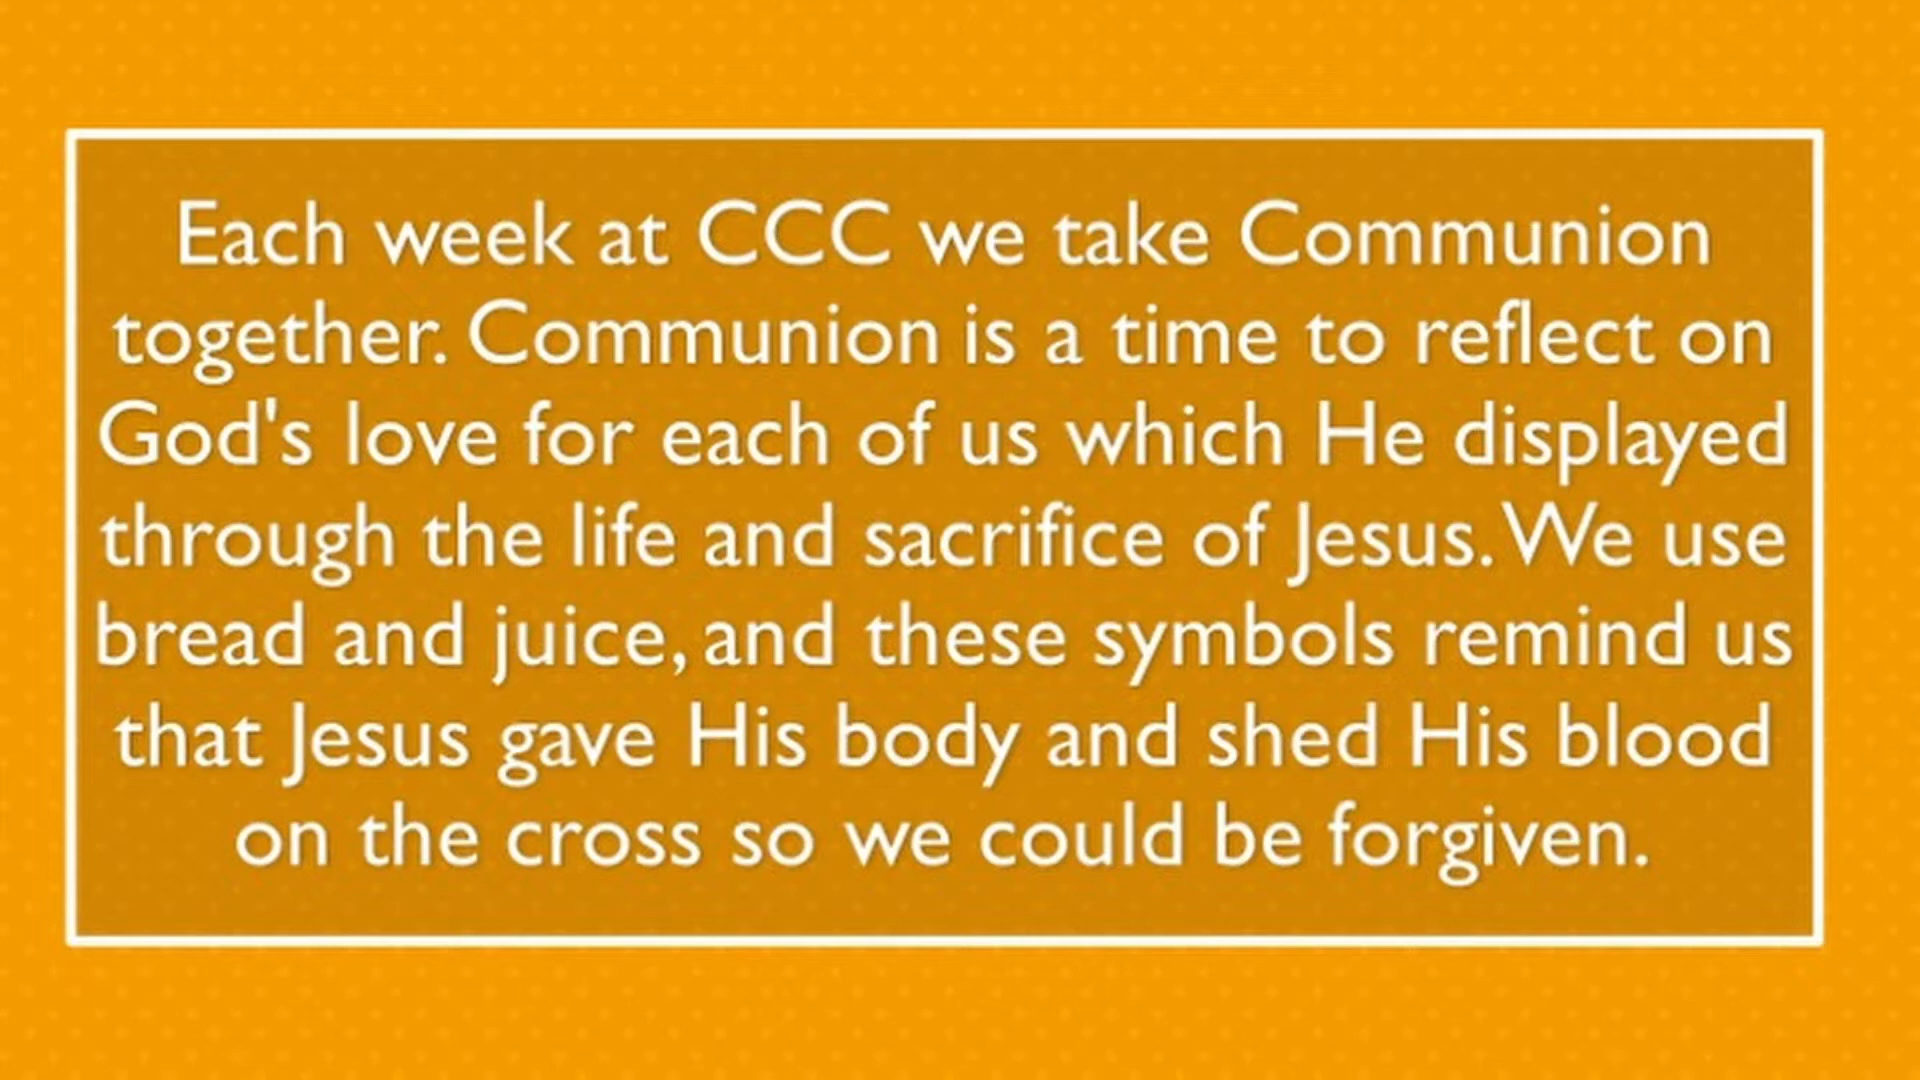 Each week at CCC we take Communion
together. Communion is a time to reflect on
God's love for each of us which He displayed
through the life and sacrifice of Jesus. We use
bread and juice, and these symbols remind us
that Jesus gave His body and shed His blood
on the cross so we could be forgiven.